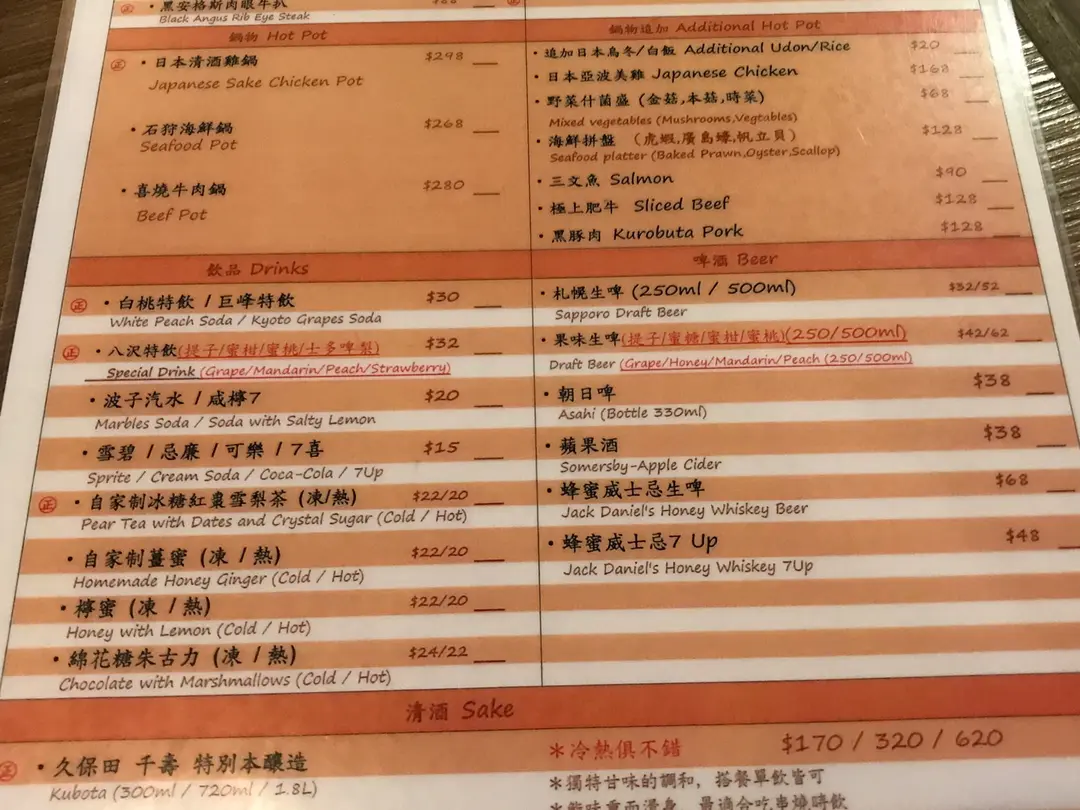 正 • 黑安格斯肉眼牛扒
Black Angus Rib Eye Steak
鍋物 Hot Pot
正 • 日本清酒雞鍋 $298
Japanese Sake Chicken Pot
• 石狩海鮮鍋 $268
Seafood Pot
• 喜燒牛肉鍋 $280
Beef Pot
鍋物追加 Additional Hot Pot
• 追加日本烏冬/白飯 Additional Udon/Rice $20
• 日本亞波美雞 Japanese Chicken $168
• 野菜什菌盛 (金菇,本菇,時菜) $68
Mixed vegetables (Mushrooms,Vegtables)
• 海鮮拼盤 (虎蝦,廣島蠔,帆立貝) $128
Seafood platter (Baked Prawn,Oyster,Scallop)
• 三文魚 Salmon $90
• 極上肥牛 Sliced Beef $128
• 黑豚肉 Kurobuta Pork $128
飲品 Drinks
正 • 白桃特飲 / 巨峰特飲 $30
White Peach Soda / Kyoto Grapes Soda
正 • 八沢特飲(提子/蜜柑/蜜桃/士多啤梨) $32
Special Drink (Grape/Mandarin/Peach/Strawberry)
• 波子汽水 / 咸檸7 $20
Marbles Soda / Soda with Salty Lemon
• 雪碧 / 忌廉 / 可樂 / 7喜 $15
Sprite / Cream Soda / Coca-Cola / 7Up
正 • 自家制冰糖紅棗雪梨茶 (凍/熱) $22/20
Pear Tea with Dates and Crystal Sugar (Cold / Hot)
• 自家制薑蜜 (凍 / 熱) $22/20
Homemade Honey Ginger (Cold / Hot)
• 檸蜜 (凍 / 熱) $22/20
Honey with Lemon (Cold / Hot)
• 綿花糖朱古力 (凍 / 熱) $24/22
Chocolate with Marshmallows (Cold / Hot)
啤酒 Beer
• 札幌生啤 (250ml / 500ml) $32/52
Sapporo Draft Beer
• 果味生啤(提子/蜜糖/蜜柑/蜜桃)(250/500ml) $42/62
Draft Beer (Grape/Honey/Mandarin/Peach (250/500ml)
• 朝日啤 $38
Asahi (Bottle 330ml)
• 蘋果酒 $38
Somersby-Apple Cider
• 蜂蜜威士忌生啤 $68
Jack Daniel's Honey Whiskey Beer
• 蜂蜜威士忌7 Up $48
Jack Daniel's Honey Whiskey 7Up
清酒 Sake
正 • 久保田 千壽 特別本釀造
Kubota (300ml / 720ml / 1.8L)
*冷熱俱不錯 $170 / 320 / 620
*獨特甘味的調和, 搭餐單飲皆可